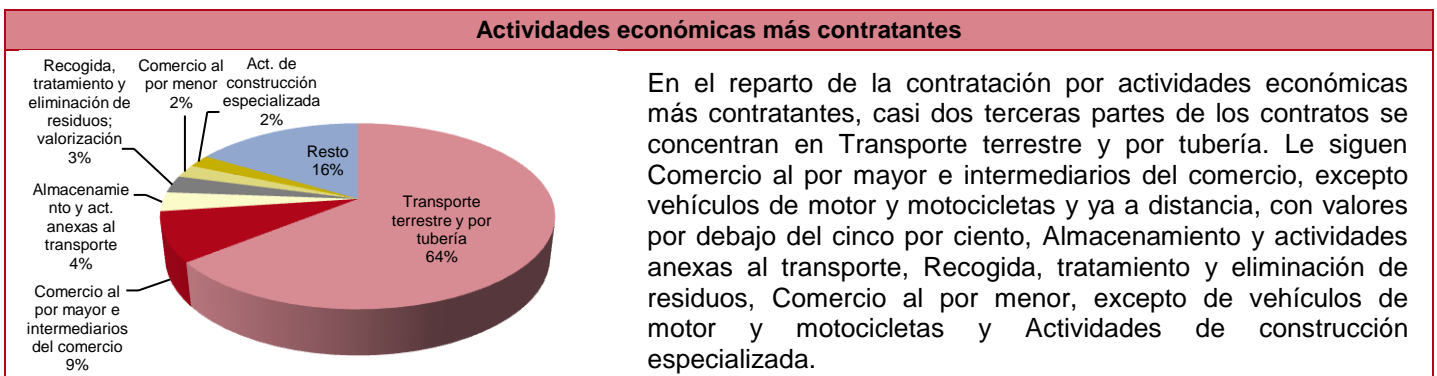 Actividades económicas más contratantes
Recogida,
tratamiento y
eliminación de
residuos;
valorización
3%
Comercio al
por menor
2%
Act. de
construcción
especializada
2%
Resto
16%
Almacenamie
nto y act.
anexas al
transporte
4%
Transporte
terrestre y por
tubería
64%
Comercio al
por mayor e
intermediarios
del comercio
9%
En el reparto de la contratación por actividades económicas
más contratantes, casi dos terceras partes de los contratos se
concentran en Transporte terrestre y por tubería. Le siguen
Comercio al por mayor e intermediarios del comercio, excepto
vehículos de motor y motocicletas y ya a distancia, con valores
por debajo del cinco por ciento, Almacenamiento y actividades
anexas al transporte, Recogida, tratamiento y eliminación de
residuos, Comercio al por menor, excepto de vehículos de
motor y motocicletas y Actividades de construcción
especializada.